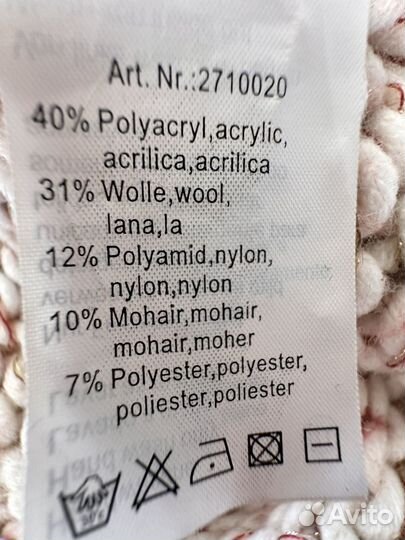 Art. Nr.:2710020
40% Polyacryl,acrylic,
acrilica,acrilica
31% Wolle,wool,
lana,la
12% Polyamid,nylon,
nylon,nylon
10% Mohair,mohair,
mohair,moher
7% Polyester,polyester,
poliester,poliester
Avito